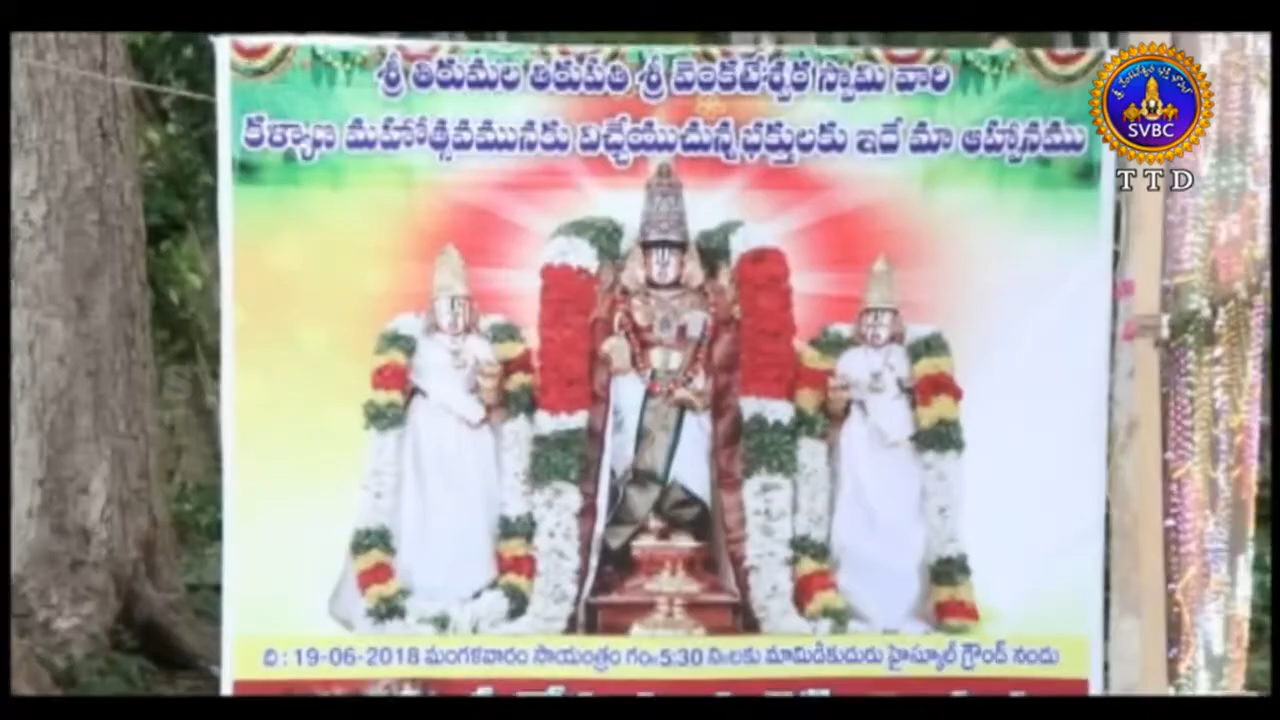 శ్రీ తిరుమల తిరుపతి శ్రీ వెంకటేశ్వర స్వామి వారి
కళ్యాణ మహోత్సవమునకు విచ్చేయుచున్న భక్తులకు ఇదే మా ఆహ్వానము
SVBC
TTD
ది : 19-06-2018 మంగళవారం సాయంత్రం గం॥5:30 ని॥లకు మామిడికుదురు హైస్కూల్ గ్రౌండ్ నందు